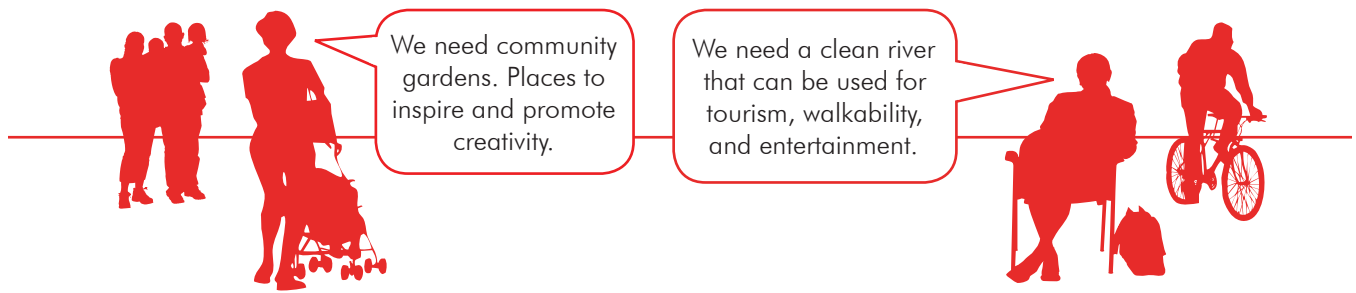 We need community
gardens. Places to
inspire and promote
creativity.
We need a clean river
that can be used for
tourism, walkability,
and entertainment.